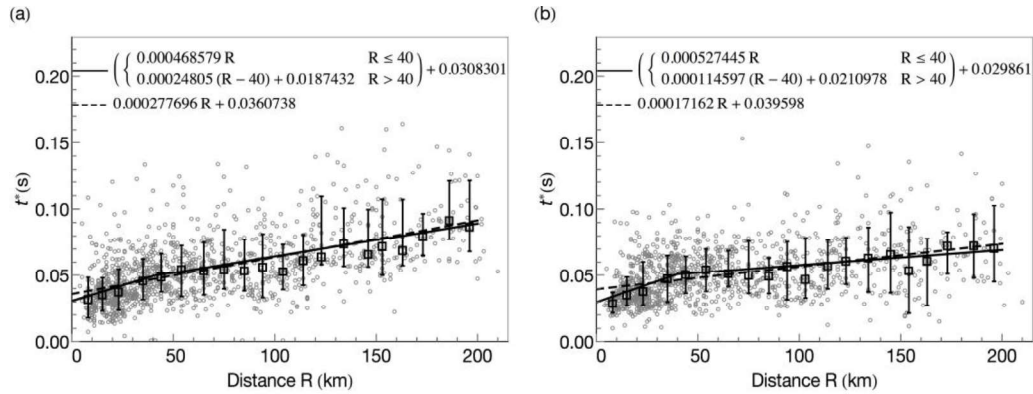 (a)
0.000468579 R R ≤ 40
0.00024805 (R − 40) + 0.0187432 R > 40
+ 0.0308301
0.000277696 R + 0.0360738
0.20
0.15
0.10
0.05
0.00
t*(s)
0 50 100 150 200
Distance R (km)
(b)
0.000527445 R R ≤ 40
0.000114597 (R − 40) + 0.0210978 R > 40
+ 0.029861
0.00017162 R + 0.039598
0.20
0.15
0.10
0.05
0.00
t*(s)
0 50 100 150 200
Distance R (km)